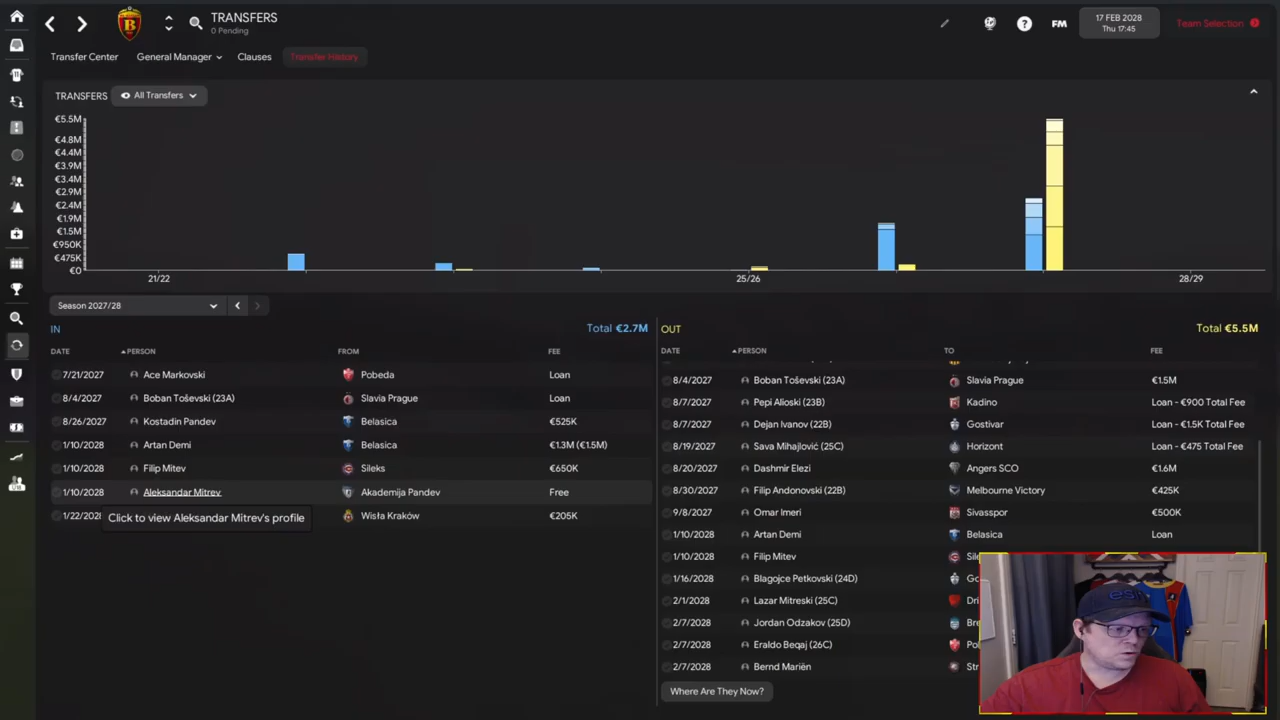 TRANSFERS
0 Pending
FM
17 FEB 2028
Thu 17:45
Team Selection
Transfer Center
General Manager
Clauses
Transfer History
TRANSFERS
All Transfers
€5.5M
€4.8M
€4.4M
€3.9M
€3.4M
€2.9M
€2.4M
€1.9M
€1.5M
€950K
€475K
€0
21/22
25/26
28/29
Season 2027/28
IN
Total €2.7M
DATE PERSON FROM FEE
7/21/2027 Ace Markovski Pobeda Loan
8/4/2027 Boban Toševski (23A) Slavia Prague Loan
8/26/2027 Kostadin Pandev Belasica €525K
1/10/2028 Artan Demi Belasica €1.3M (€1.5M)
1/10/2028 Filip Mitev Sileks €650K
1/10/2028 Aleksandar Mitrev Akademija Pandev Free
Click to view Aleksandar Mitrev's profile
Wisła Kraków €205K
OUT
Total €5.5M
DATE PERSON TO FEE
8/4/2027 Boban Toševski (23A) Slavia Prague €1.5M
8/7/2027 Pepi Alioski (23B) Kadino Loan - €900 Total Fee
8/7/2027 Dejan Ivanov (22B) Gostivar Loan - €1.5K Total Fee
8/19/2027 Sava Mihajlović (25C) Horizont Loan - €475 Total Fee
8/20/2027 Dashmir Elezi Angers SCO €1.6M
8/30/2027 Filip Andonovski (22B) Melbourne Victory €425K
9/8/2027 Omar Imeri Sivasspor €500K
1/10/2028 Artan Demi Belasica Loan
1/10/2028 Filip Mitev Sil
1/16/2028 Blagojce Petkovski (24D) Go
2/1/2028 Lazar Mitreski (25C) Dri
2/7/2028 Jordan Odzakov (25D) Bre
2/7/2028 Eraldo Beqaj (26C) Po
2/7/2028 Bernd Mariën Str
Where Are They Now?